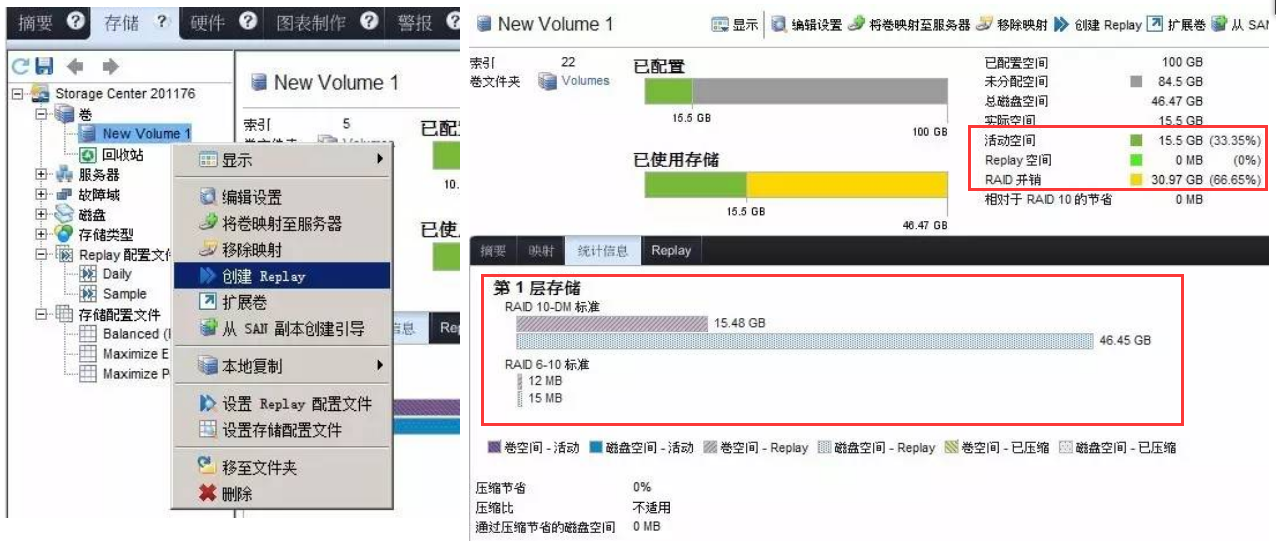 摘要
存储
硬件
图表制作
警报
Storage Center 201176
卷
New Volume 1
回收站
服务器
故障域
磁盘
存储类型
Replay 配置文件
Daily
Sample
存储配置文件
Balanced (
Maximize E
Maximize P
New Volume 1
索引 5
已配
10.
已使
显示
编辑设置
将卷映射至服务器
移除映射
创建 Replay
扩展卷
从 SAN 副本创建引导
本地复制
设置 Replay 配置文件
设置存储配置文件
移至文件夹
删除
New Volume 1
显示 编辑设置 将卷映射至服务器 移除映射 创建 Replay 扩展卷 从 SAN
索引 22
卷文件夹 Volumes
已配置
15.5 GB
100 GB
已使用存储
15.5 GB
46.47 GB
已配置空间 100 GB
未分配空间 84.5 GB
总磁盘空间 46.47 GB
实际空间 15.5 GB
活动空间 15.5 GB (33.35%)
Replay 空间 0 MB (0%)
RAID 开销 30.97 GB (66.65%)
相对于 RAID 10 的节省 0 MB
摘要 映射 统计信息 Replay
第 1 层存储
RAID 10-DM 标准
15.48 GB
46.45 GB
RAID 6-10 标准
12 MB
15 MB
卷空间 - 活动 磁盘空间 - 活动 卷空间 - Replay 磁盘空间 - Replay 卷空间 - 已压缩 磁盘空间 - 已压缩
压缩节省 0%
压缩比 不适用
通过压缩节省的磁盘空间 0 MB